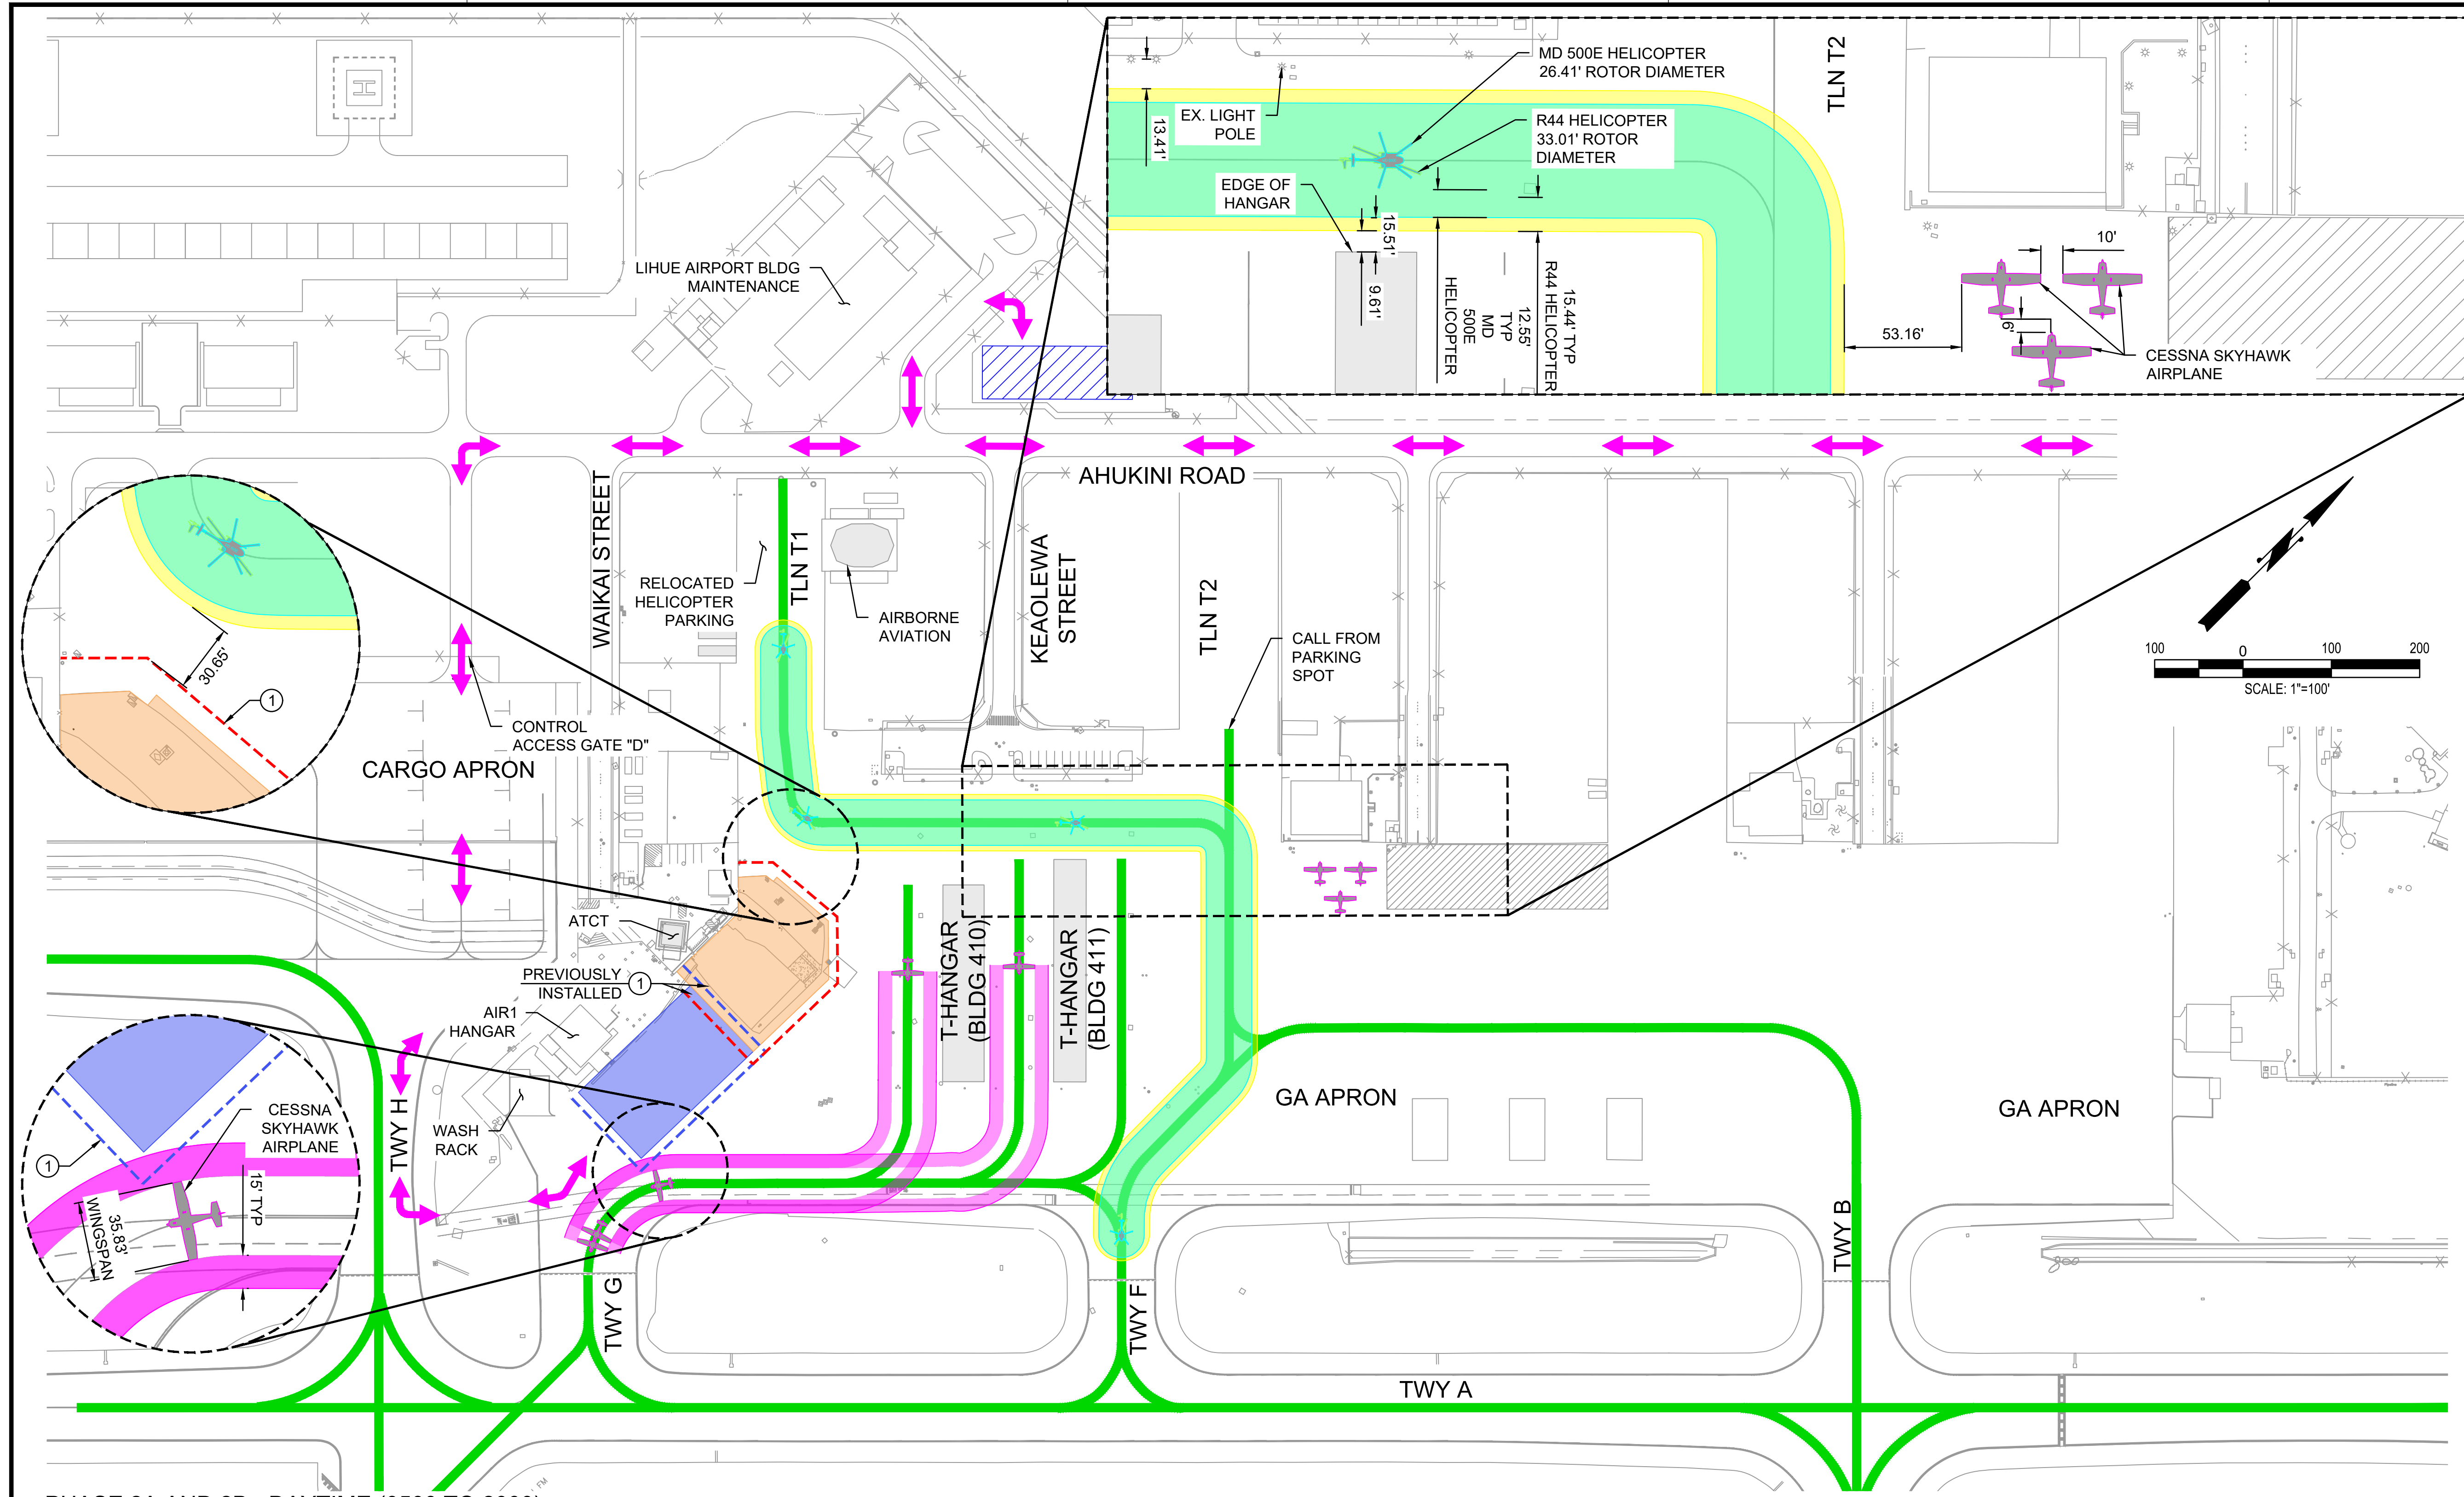 MD 500E HELICOPTER
26.41' ROTOR DIAMETER
TLN T2
EX. LIGHT
POLE
R44 HELICOPTER
33.01' ROTOR
DIAMETER
13.41'
EDGE OF
HANGAR
15.51'
9.61'
12.55'
TYP
MD
500E
HELICOPTER
15.44' TYP
R44 HELICOPTER
53.16'
10'
6'
CESSNA SKYHAWK
AIRPLANE
H
LIHUE AIRPORT BLDG
MAINTENANCE
AHUKINI ROAD
WAIKAI STREET
TLN T1
RELOCATED
HELICOPTER
PARKING
AIRBORNE
AVIATION
KEAOLEWA
STREET
TLN T2
CALL FROM
PARKING
SPOT
100
0
100
200
SCALE: 1"=100'
30.65'
1
CONTROL
ACCESS GATE "D"
CARGO APRON
ATCT
PREVIOUSLY
INSTALLED
1
AIR1
HANGAR
T-HANGAR
(BLDG 410)
T-HANGAR
(BLDG 411)
GA APRON
GA APRON
WASH
RACK
CESSNA
SKYHAWK
AIRPLANE
1
15' TYP
35.83'
WINGSPAN
TWY H
TWY G
TWY F
TWY B
TWY A
FM